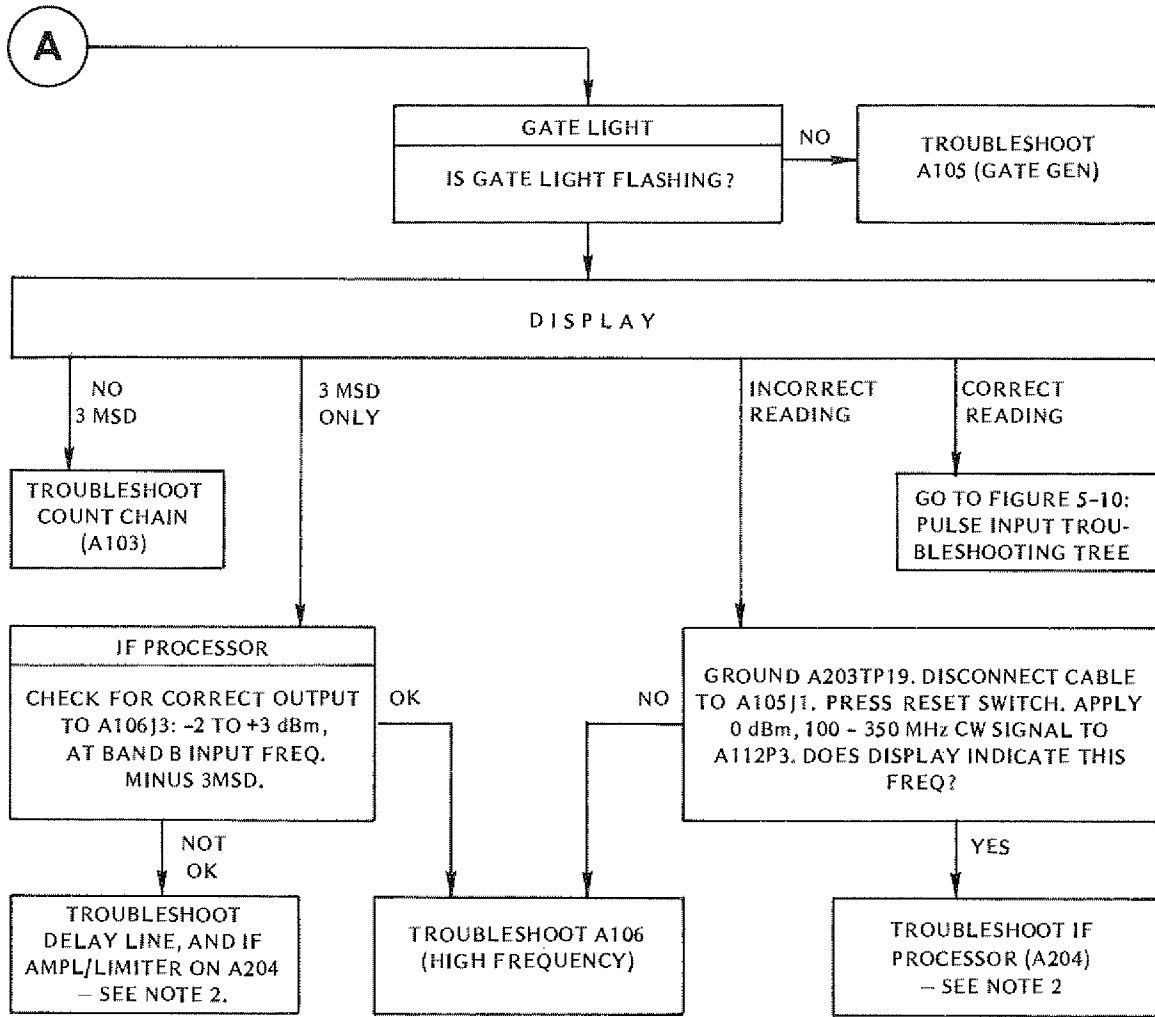 A
GATE LIGHT
IS GATE LIGHT FLASHING?
NO
TROUBLESHOOT
A105 (GATE GEN)
DISPLAY
NO
3 MSD
3 MSD
ONLY
INCORRECT
READING
CORRECT
READING
TROUBLESHOOT
COUNT CHAIN
(A103)
GO TO FIGURE 5-10:
PULSE INPUT TROU-
BLESHOOTING TREE
IF PROCESSOR
CHECK FOR CORRECT OUTPUT
TO A106J3: -2 TO +3 dBm,
AT BAND B INPUT FREQ.
MINUS 3MSD.
OK
NO
GROUND A203TP19. DISCONNECT CABLE
TO A105J1. PRESS RESET SWITCH. APPLY
0 dBm, 100 - 350 MHz CW SIGNAL TO
A112P3. DOES DISPLAY INDICATE THIS
FREQ?
NOT
OK
YES
TROUBLESHOOT
DELAY LINE, AND IF
AMPL/LIMITER ON A204
– SEE NOTE 2.
TROUBLESHOOT A106
(HIGH FREQUENCY)
TROUBLESHOOT IF
PROCESSOR (A204)
– SEE NOTE 2